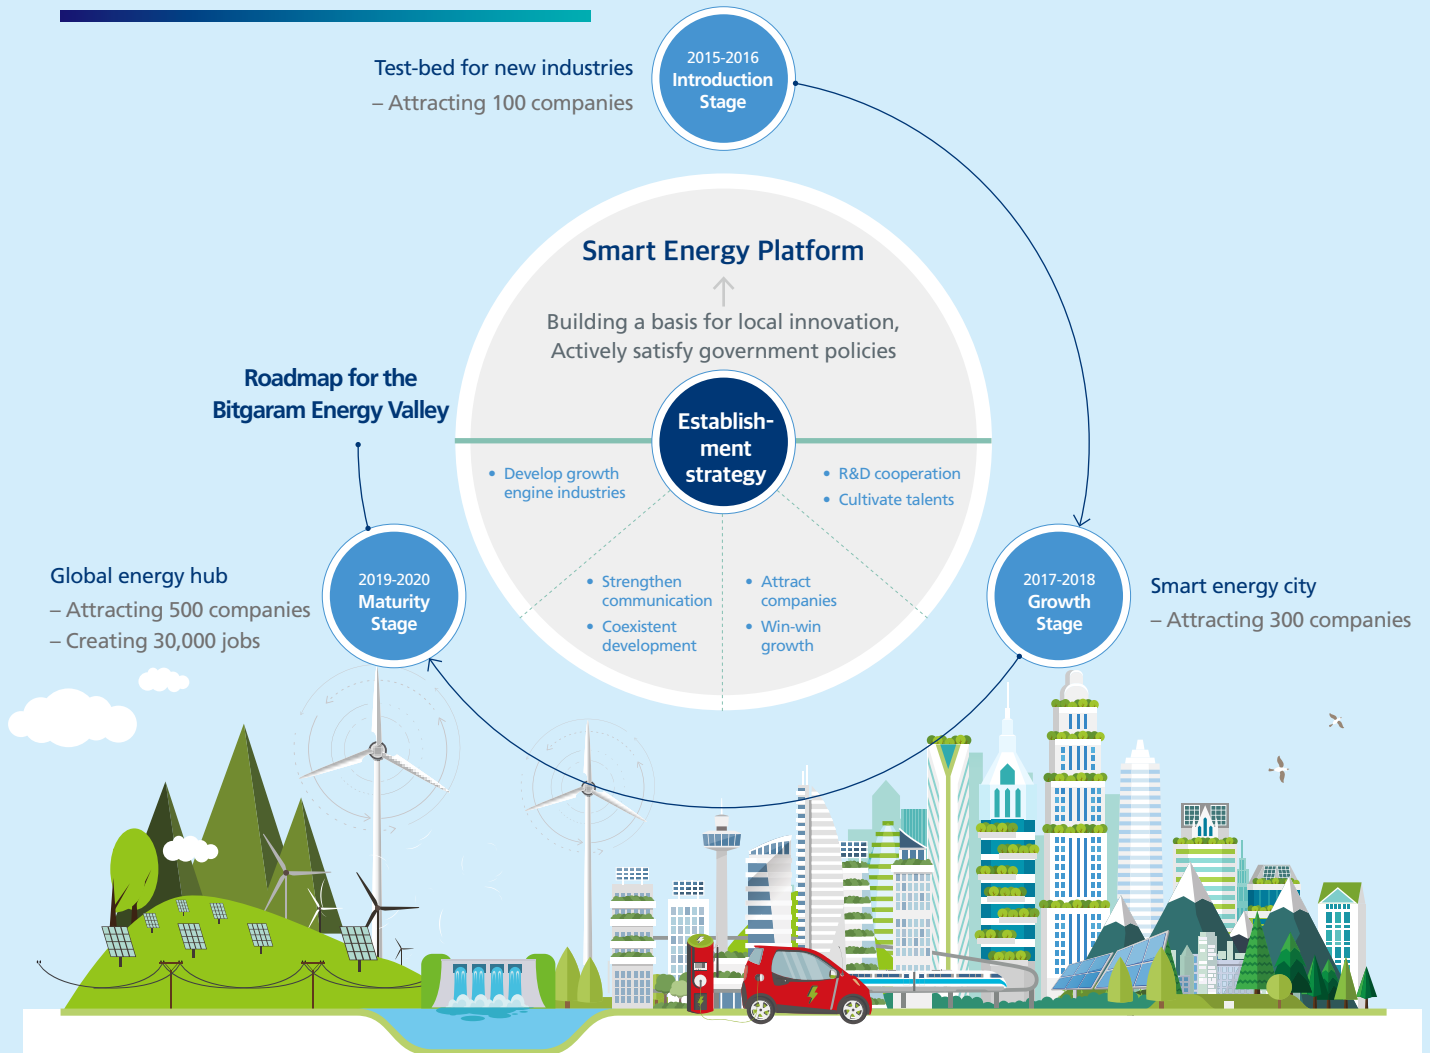 Test-bed for new industries
– Attracting 100 companies
2015-2016
Introduction
Stage
Smart Energy Platform
Building a basis for local innovation,
Actively satisfy government policies
Roadmap for the
Bitgaram Energy Valley
Establish-
ment
strategy
• Develop growth
engine industries
• R&D cooperation
• Cultivate talents
• Strengthen
communication
• Coexistent
development
• Attract
companies
• Win-win
growth
Global energy hub
– Attracting 500 companies
– Creating 30,000 jobs
2019-2020
Maturity
Stage
2017-2018
Growth
Stage
Smart energy city
– Attracting 300 companies